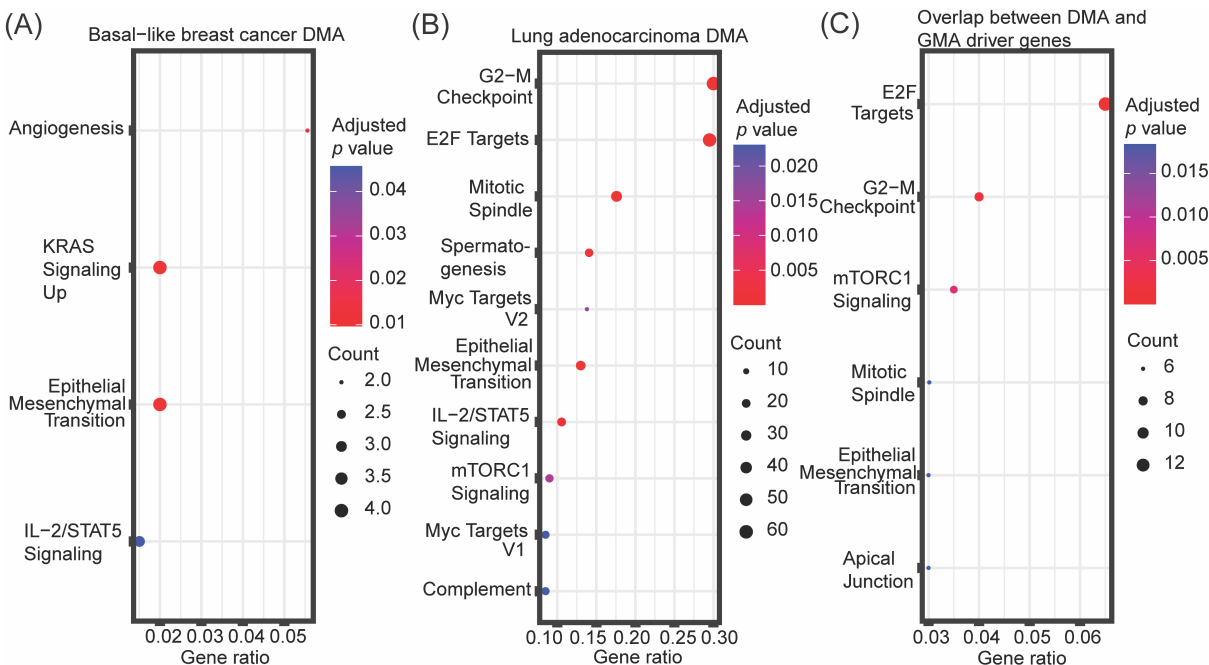 (A)
Basal−like breast cancer DMA
Angiogenesis
KRAS
Signaling
Up
Epithelial
Mesenchymal
Transition
IL−2/STAT5
Signaling
0.02 0.03 0.04 0.05
Gene ratio
Adjusted
p value
0.04
0.03
0.02
0.01
Count
2.0
2.5
3.0
3.5
4.0
(B)
Lung adenocarcinoma DMA
G2−M
Checkpoint
E2F Targets
Mitotic
Spindle
Spermato-
genesis
Myc Targets
V2
Epithelial
Mesenchymal
Transition
IL−2/STAT5
Signaling
mTORC1
Signaling
Myc Targets
V1
Complement
0.10 0.15 0.20 0.25 0.30
Gene ratio
Adjusted
p value
0.020
0.015
0.010
0.005
Count
10
20
30
40
50
60
(C)
Overlap between DMA and
GMA driver genes
E2F
Targets
G2−M
Checkpoint
mTORC1
Signaling
Mitotic
Spindle
Epithelial
Mesenchymal
Transition
Apical
Junction
0.03 0.04 0.05 0.06
Gene ratio
Adjusted
p value
0.015
0.010
0.005
Count
6
8
10
12